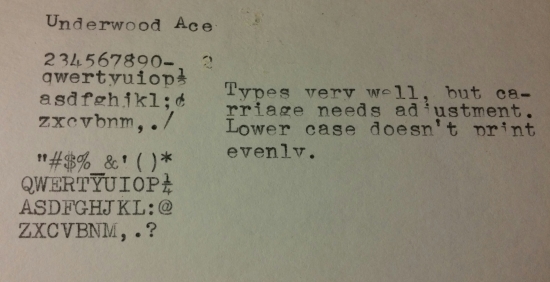 Underwood Ace
234567890-
qwertyuiop½
asdfghjkl;¢
zxcvbnm,./
Types very well, but ca-
rriage needs adjustment.
Lower case doesn't print
evenly.
"#$% &'()*
QWERTYUIOP¼
ASDFGHJKL:@
ZXCVBNM,.?